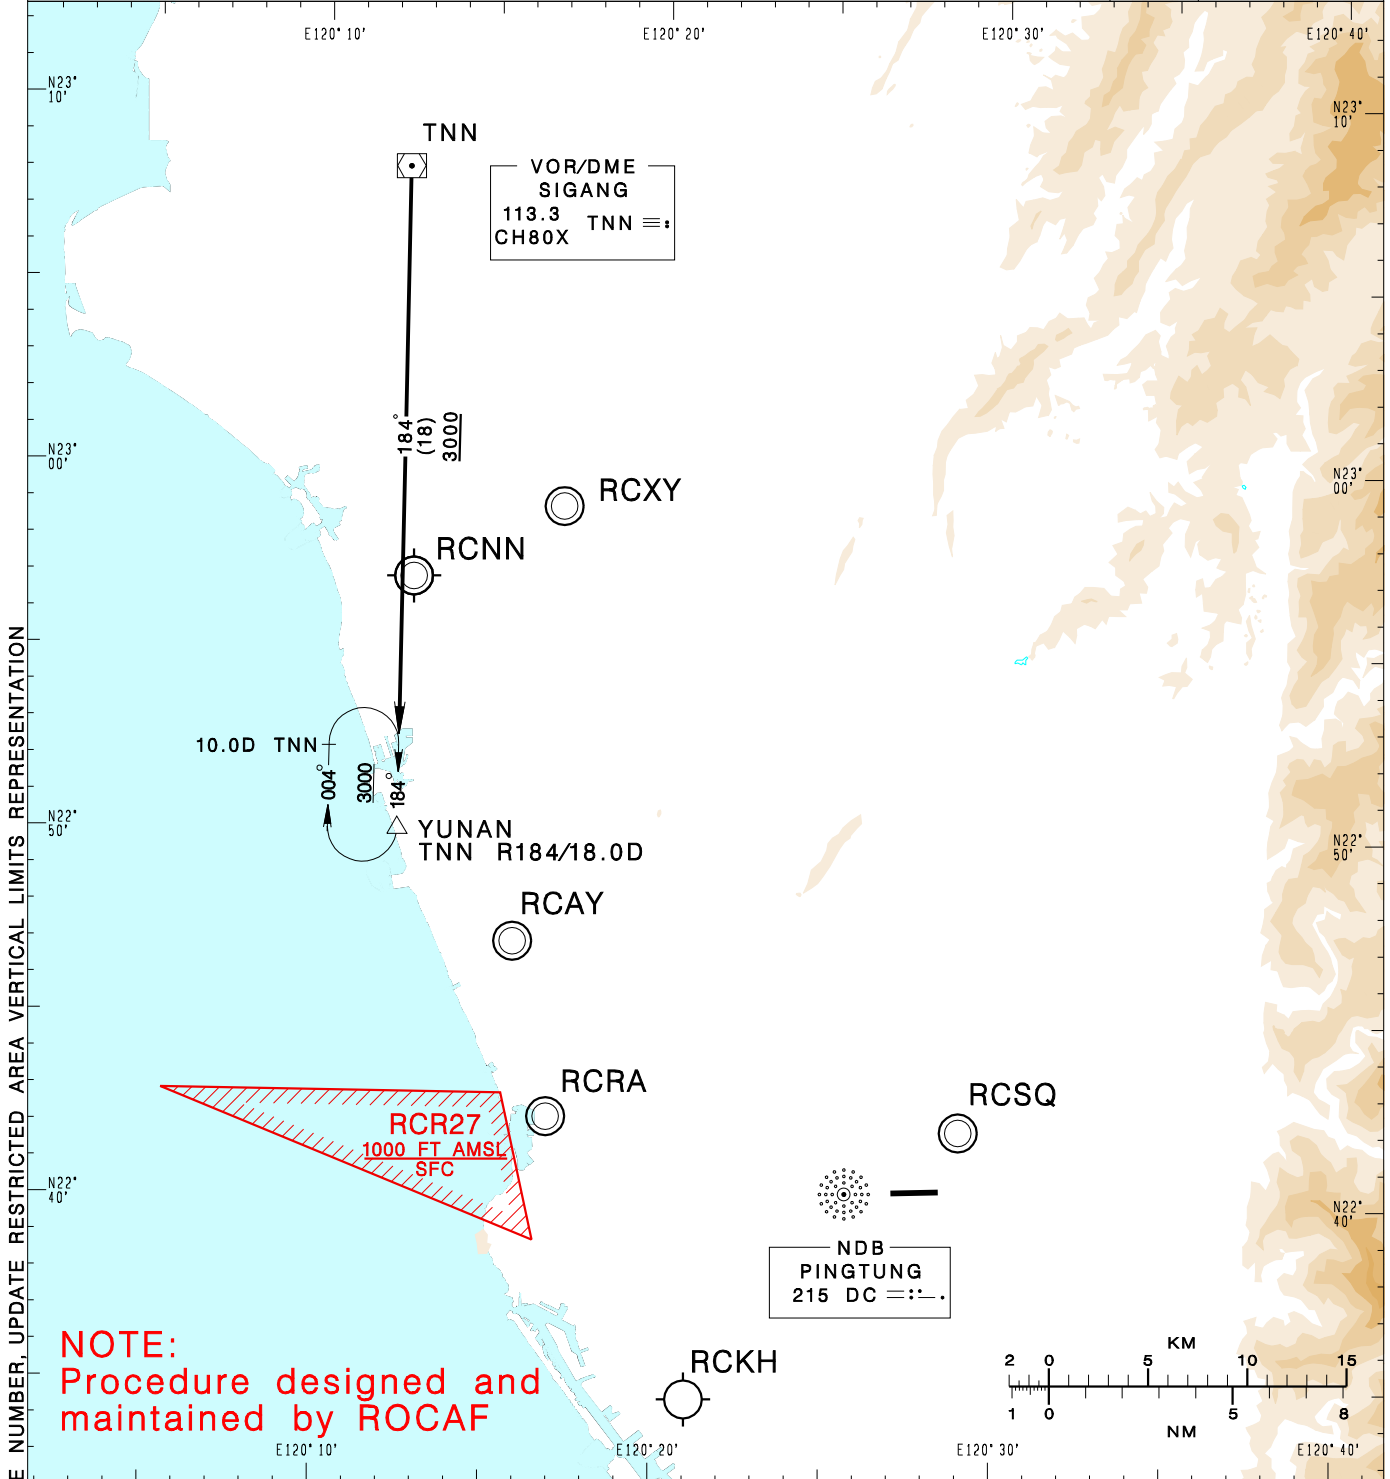 E120° 10'
E120° 20'
E120° 30'
E120° 40'
N23°
10'
N23°
10'
TNN
VOR/DME
SIGANG
113.3
CH80X
TNN
184°
(18)
3000
N23°
00'
N23°
00'
RCXY
RCNN
10.0D TNN
004°
3000
184°
N22°
50'
N22°
50'
YUNAN
TNN R184/18.0D
RCAY
RCRA
RCSQ
RCR27
1000 FT AMSL
SFC
N22°
40'
N22°
40'
NDB
PINGTUNG
215 DC
NOTE:
Procedure designed and
maintained by ROCAF
RCKH
KM
2 0 5 10 15
1 0 5 8
NM
E120° 10'
E120° 20'
E120° 30'
E120° 40'
E NUMBER, UPDATE RESTRICTED AREA VERTICAL LIMITS REPRESENTATION